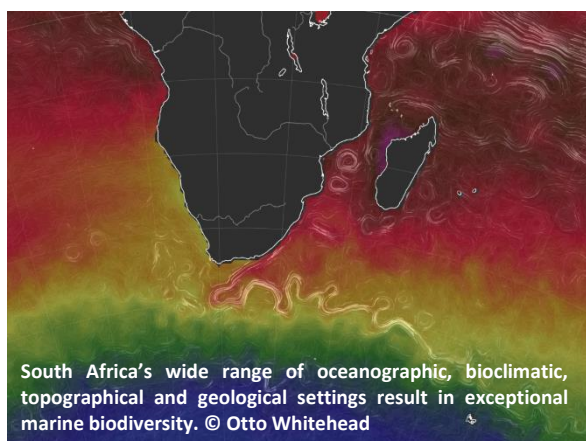 South Africa's wide range of oceanographic, bioclimatic,
topographical and geological settings result in exceptional
marine biodiversity. © Otto Whitehead